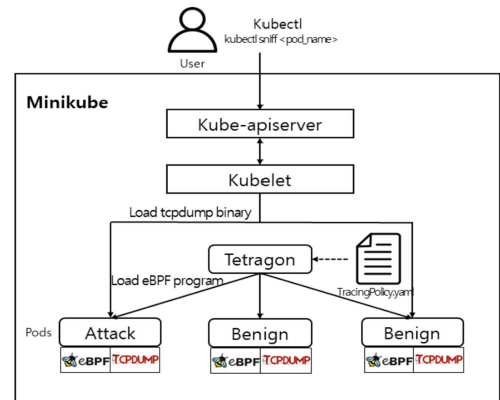 Kubectl
kubectl sniff <pod_name>
User
Minikube
Kube-apiserver
Kubelet
Load tcpdump binary
Tetragon
Load eBPF program
TracingPolicy.yaml
Pods
Attack
Benign
Benign
eBPF TCPDUMP
eBPF TCPDUMP
eBPF TCPDUMP